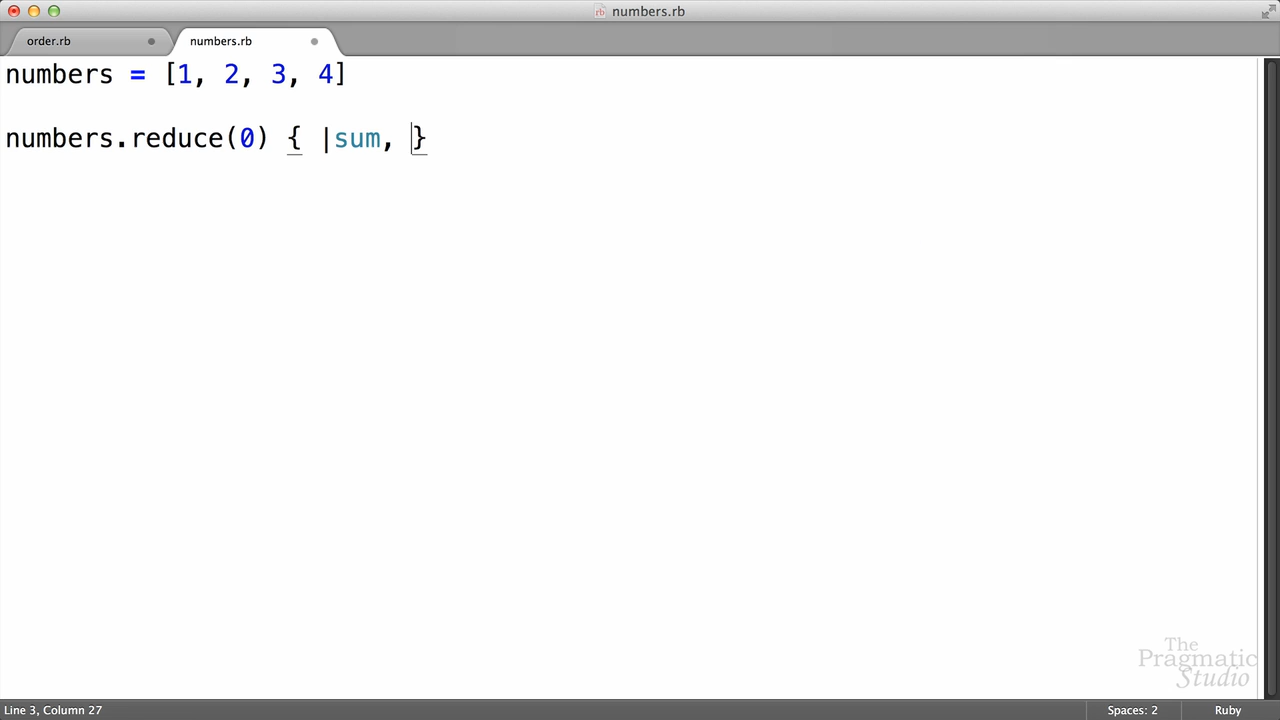 numbers.rb
order.rb
numbers.rb
numbers = [1, 2, 3, 4]
numbers.reduce(0) { |sum, }
The
Pragmatic
Studio
Line 3, Column 27
Spaces: 2
Ruby